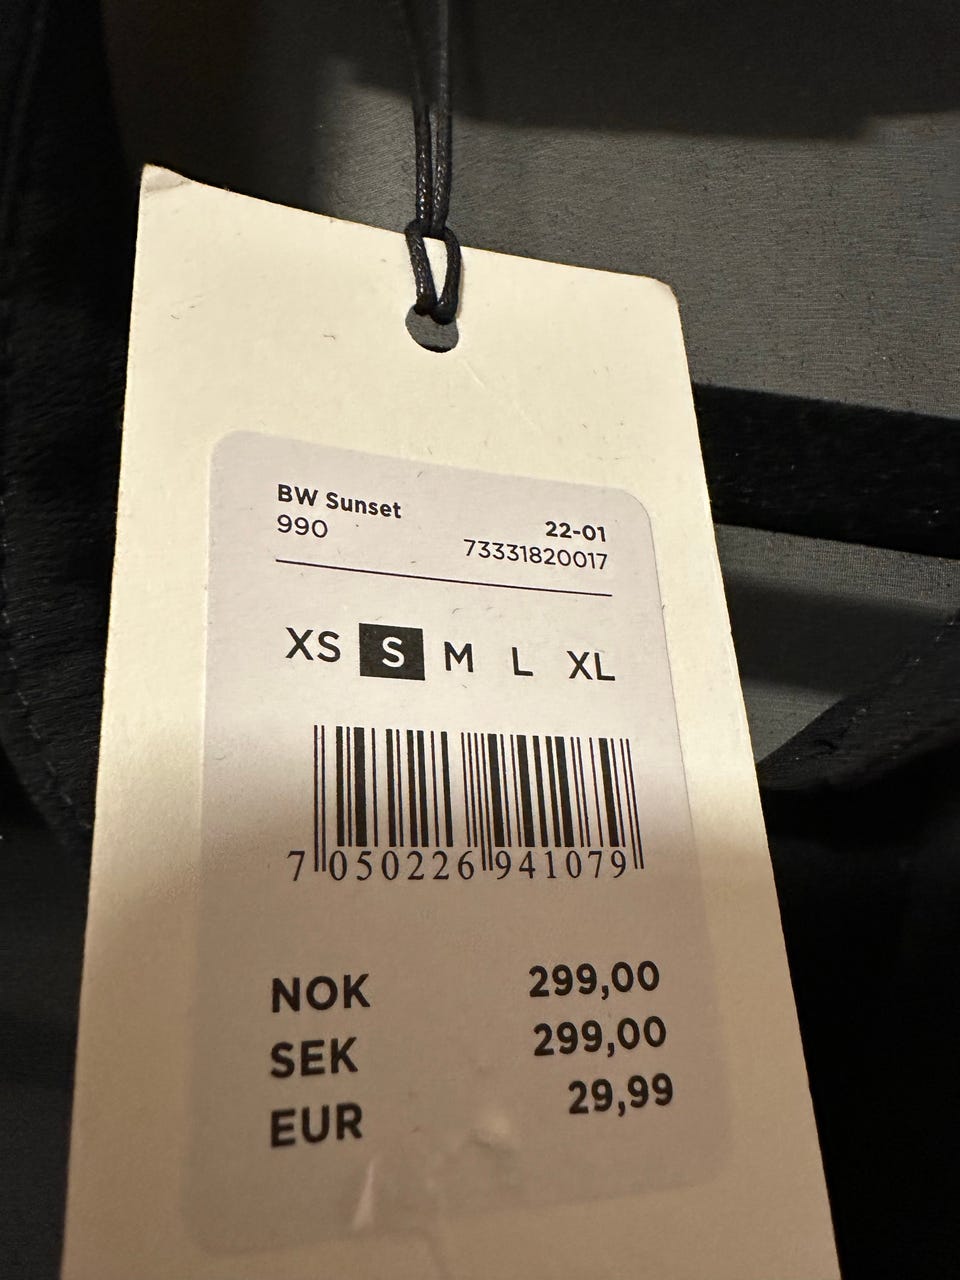 BW Sunset
990
22-01
73331820017
XS S M L XL
7 050226 941079
NOK 299,00
SEK 299,00
EUR 29,99